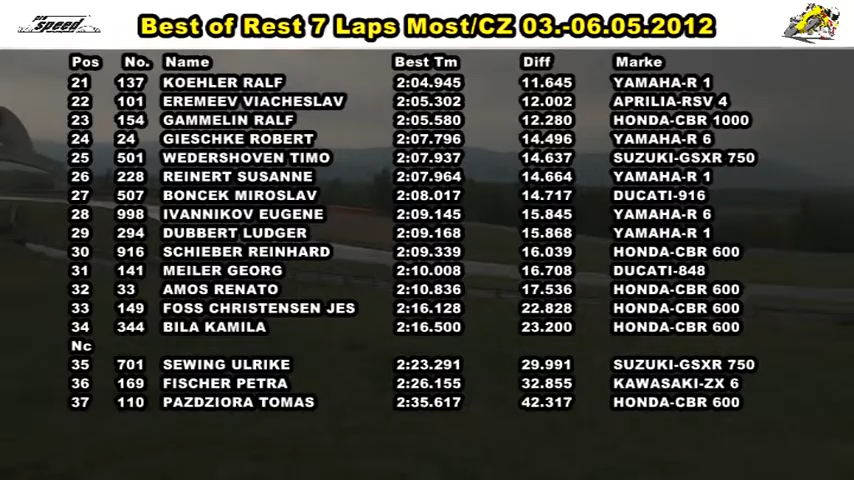 speed
Best of Rest 7 Laps Most/CZ 03.-06.05.2012
Pos No. Name Best Tm Diff Marke
21 137 KOEHLER RALF 2:04.945 11.645 YAMAHA-R 1
22 101 EREMEEV VIACHESLAV 2:05.302 12.002 APRILIA-RSV 4
23 154 GAMMELIN RALF 2:05.580 12.280 HONDA-CBR 1000
24 24 GIESCHKE ROBERT 2:07.796 14.496 YAMAHA-R 6
25 501 WEDERSHOVEN TIMO 2:07.937 14.637 SUZUKI-GSXR 750
26 228 REINERT SUSANNE 2:07.964 14.664 YAMAHA-R 1
27 507 BONCEK MIROSLAV 2:08.017 14.717 DUCATI-916
28 998 IVANNIKOV EUGENE 2:09.145 15.845 YAMAHA-R 6
29 294 DUBBERT LUDGER 2:09.168 15.868 YAMAHA-R 1
30 916 SCHIEBER REINHARD 2:09.339 16.039 HONDA-CBR 600
31 141 MEILER GEORG 2:10.008 16.708 DUCATI-848
32 33 AMOS RENATO 2:10.836 17.536 HONDA-CBR 600
33 149 FOSS CHRISTENSEN JES 2:16.128 22.828 HONDA-CBR 600
34 344 BILA KAMILA 2:16.500 23.200 HONDA-CBR 600
Nc
35 701 SEWING ULRIKE 2:23.291 29.991 SUZUKI-GSXR 750
36 169 FISCHER PETRA 2:26.155 32.855 KAWASAKI-ZX 6
37 110 PAZDZIORA TOMAS 2:35.617 42.317 HONDA-CBR 600